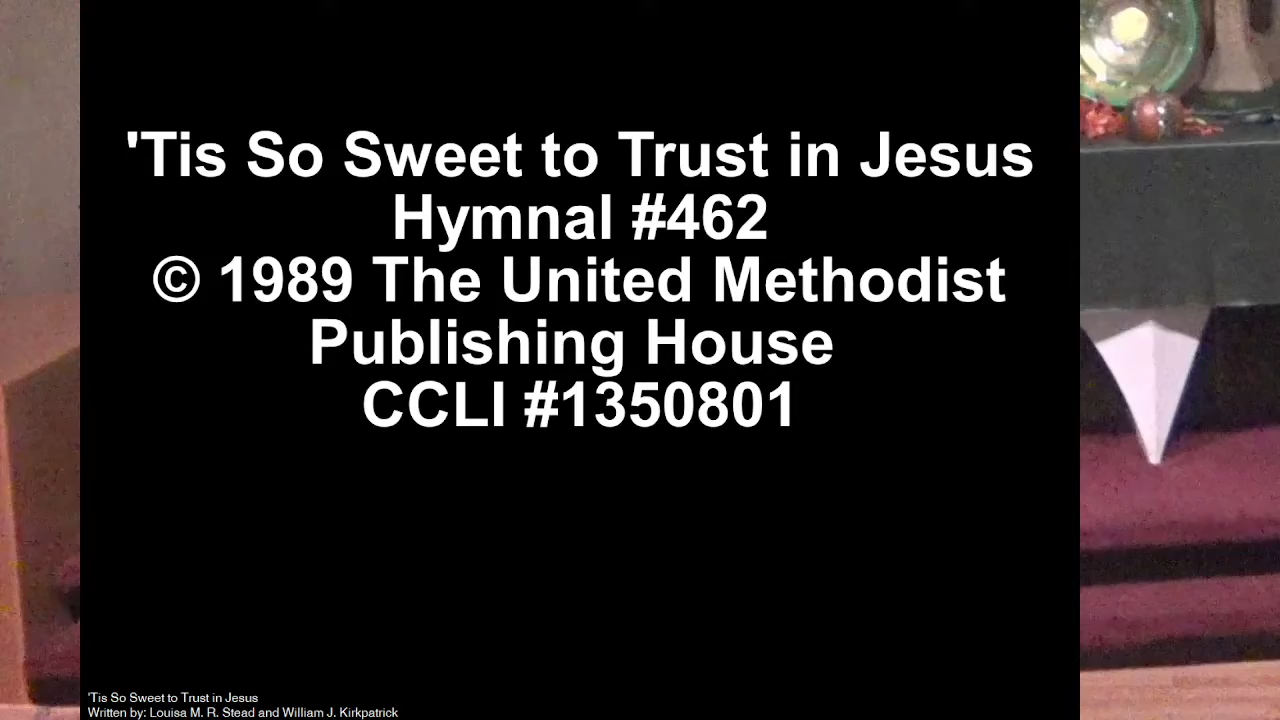 'Tis So Sweet to Trust in Jesus
Hymnal #462
© 1989 The United Methodist
Publishing House
CCLI #1350801
'Tis So Sweet to Trust in Jesus
Written by: Louisa M. R. Stead and William J. Kirkpatrick